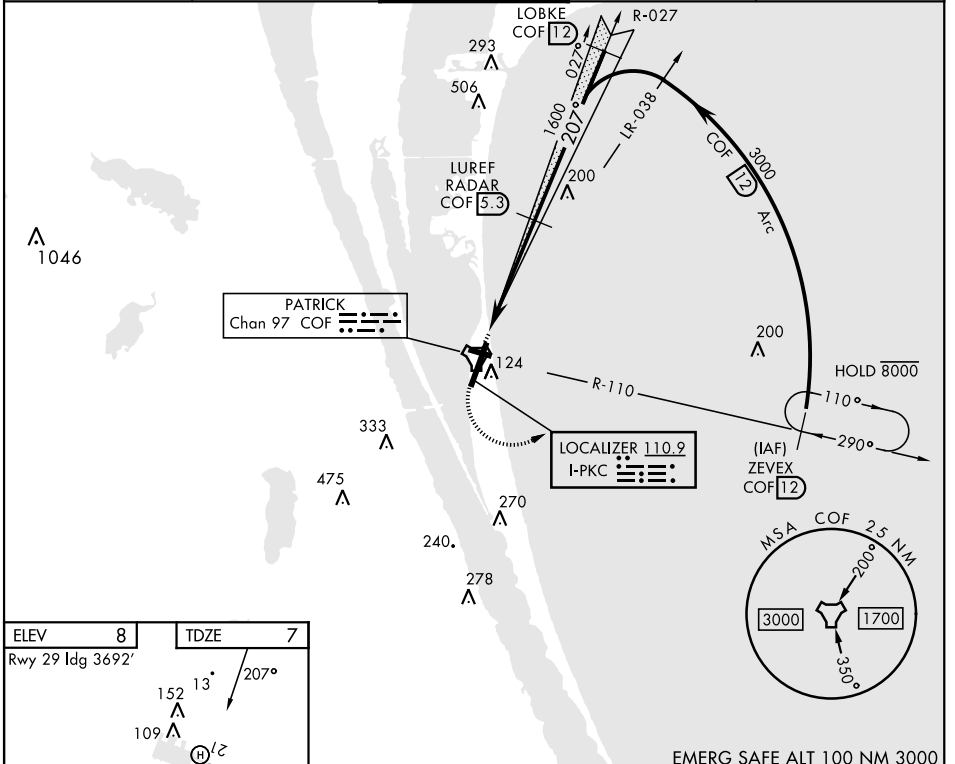 LOBKE
COF 12
R-027
027°
293
506
1600
207°
LR-038
3000
COF 12 Arc
LUREF
RADAR
COF 5.3
200
1046
PATRICK
Chan 97 COF
124
200
HOLD 8000
R-110
110°
290°
333
LOCALIZER 110.9
I-PKC
(IAF)
ZEVEX
COF 12
475
270
240
278
MSA COF 25 NM
200°
3000
1700
350°
ELEV 8
TDZE 7
Rwy 29 ldg 3692'
13
207°
152
109
H
21
EMERG SAFE ALT 100 NM 3000